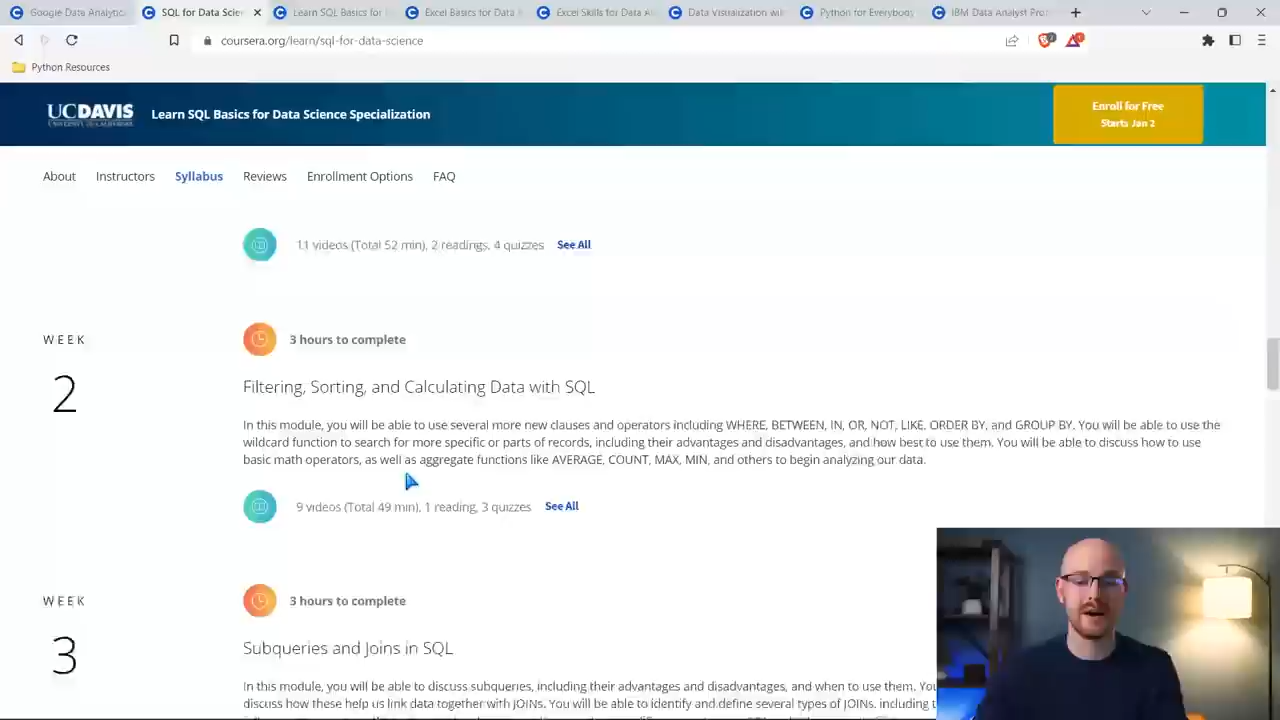 Google Data Analytics
SQL for Data Scien
Learn SQL Basics for D
Excel Basics for Data
Excel Skills for Data A
Data Visualization wit
Python for Everybody
IBM Data Analyst Prof
coursera.org/learn/sql-for-data-science
Python Resources
UCDAVIS
UNIVERSITY OF CALIFORNIA
Learn SQL Basics for Data Science Specialization
Enroll for Free
Starts Jan 2
About
Instructors
Syllabus
Reviews
Enrollment Options
FAQ
11 videos (Total 52 min), 2 readings, 4 quizzes See All
WEEK
2
3 hours to complete
Filtering, Sorting, and Calculating Data with SQL
In this module, you will be able to use several more new clauses and operators including WHERE, BETWEEN, IN, OR, NOT, LIKE, ORDER BY, and GROUP BY. You will be able to use the
wildcard function to search for more specific or parts of records, including their advantages and disadvantages, and how best to use them. You will be able to discuss how to use
basic math operators, as well as aggregate functions like AVERAGE, COUNT, MAX, MIN, and others to begin analyzing our data.
9 videos (Total 49 min), 1 reading, 3 quizzes See All
WEEK
3
3 hours to complete
Subqueries and Joins in SQL
In this module, you will be able to discuss subqueries, including their advantages and disadvantages, and when to use them. You
discuss how these help us link data together with JOINs. You will be able to identify and define several types of JOINs, including t